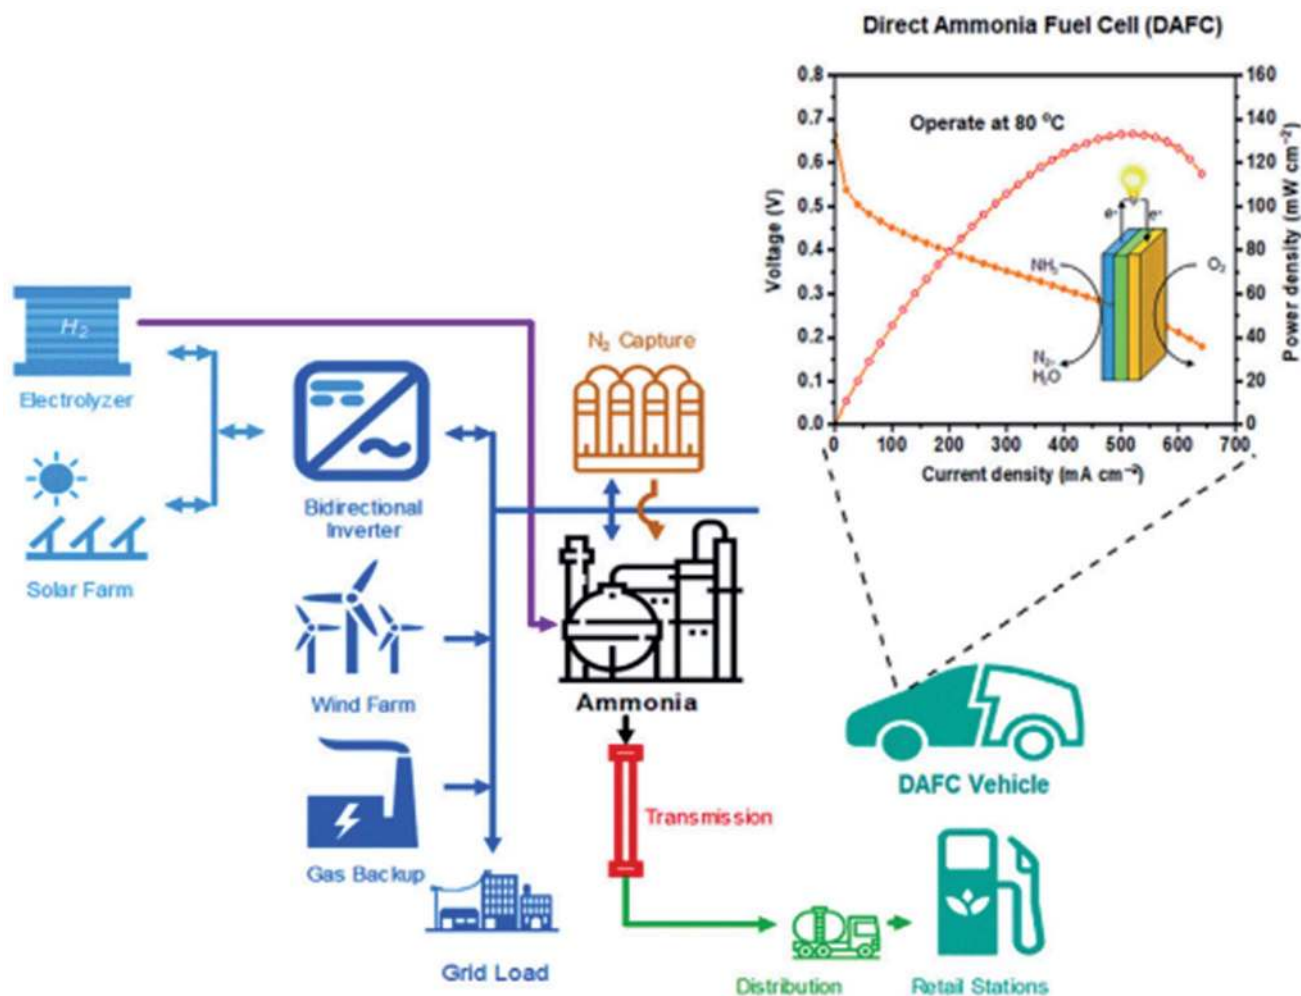 Direct Ammonia Fuel Cell (DAFC)
0.8
0.7
0.6
0.5
0.4
0.3
0.2
0.1
0.0
Voltage (V)
Operate at 80 °C
160
140
120
100
80
60
40
20
0
Power density (mW cm⁻²)
e⁻
e⁻
NH₃
O₂
N₂,
H₂O
0 100 200 300 400 500 600 700
Current density (mA cm⁻²)
H₂
Electrolyzer
Solar Farm
Bidirectional
Inverter
Wind Farm
Gas Backup
Grid Load
N₂ Capture
Ammonia
Transmission
Distribution
Retail Stations
DAFC Vehicle